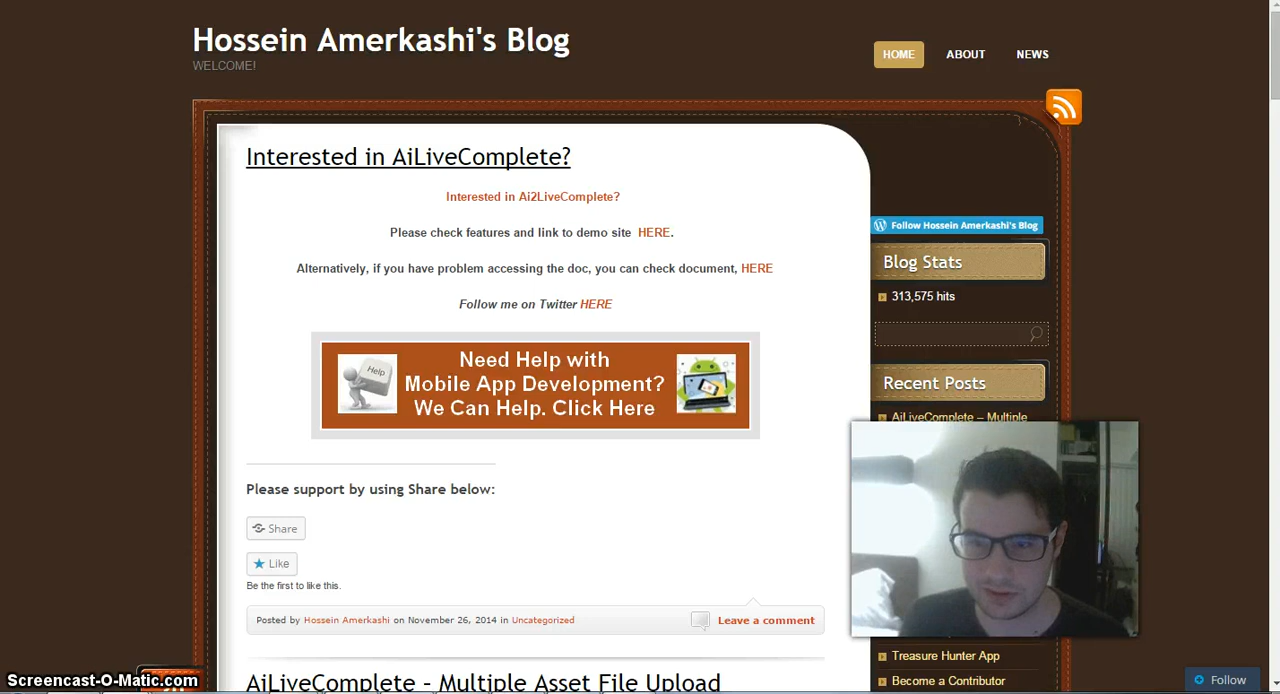 Hossein Amerkashi's Blog
WELCOME!
HOME ABOUT NEWS
Interested in AiLiveComplete?
Interested in Ai2LiveComplete?
Please check features and link to demo site HERE.
Alternatively, if you have problem accessing the doc, you can check document, HERE
Follow me on Twitter HERE
Help
Need Help with
Mobile App Development?
We Can Help. Click Here
Please support by using Share below:
Share
Like
Be the first to like this.
Posted by Hossein Amerkashi on November 26, 2014 in Uncategorized
Leave a comment
AiLiveComplete – Multiple Asset File Upload
Follow Hossein Amerkashi's Blog
Blog Stats
313,575 hits
Recent Posts
AiLiveComplete – Multiple
Treasure Hunter App
Become a Contributor
Follow
Screencast-O-Matic.com